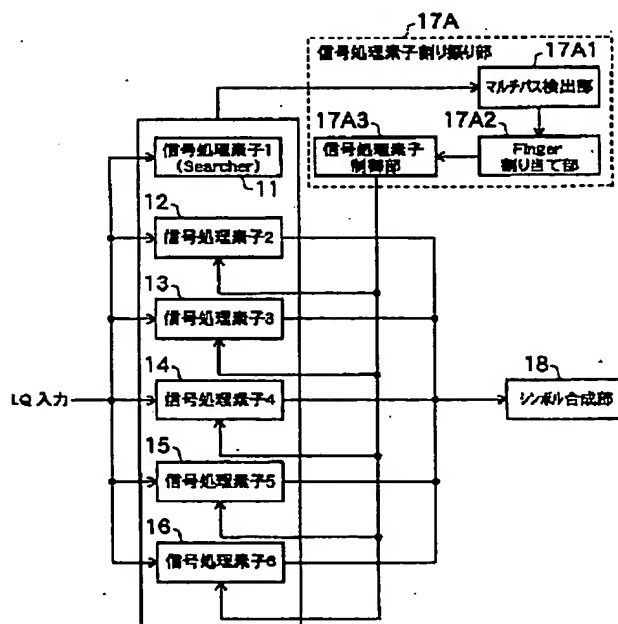 17A
信号処理素子割り振り部
17A1
マルチパス検出部
17A3
17A2
信号処理素子
制御部
Finger
割り当て部
信号処理素子1
(Searcher)
11
12
信号処理素子2
13
信号処理素子3
14
信号処理素子4
I,Q 入力
18
シンボル合成部
15
信号処理素子5
16
信号処理素子6